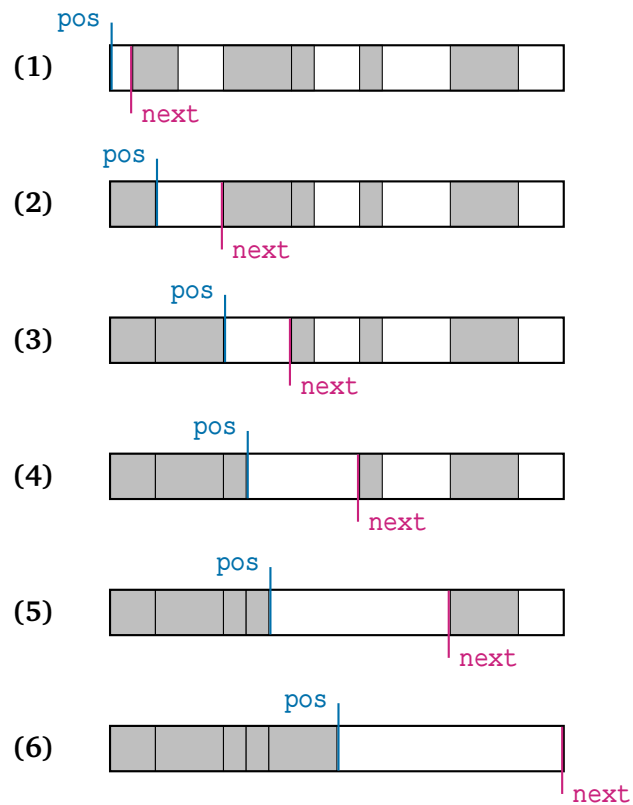 pos
(1)
next
pos
(2)
next
pos
(3)
next
pos
(4)
next
pos
(5)
next
pos
(6)
next